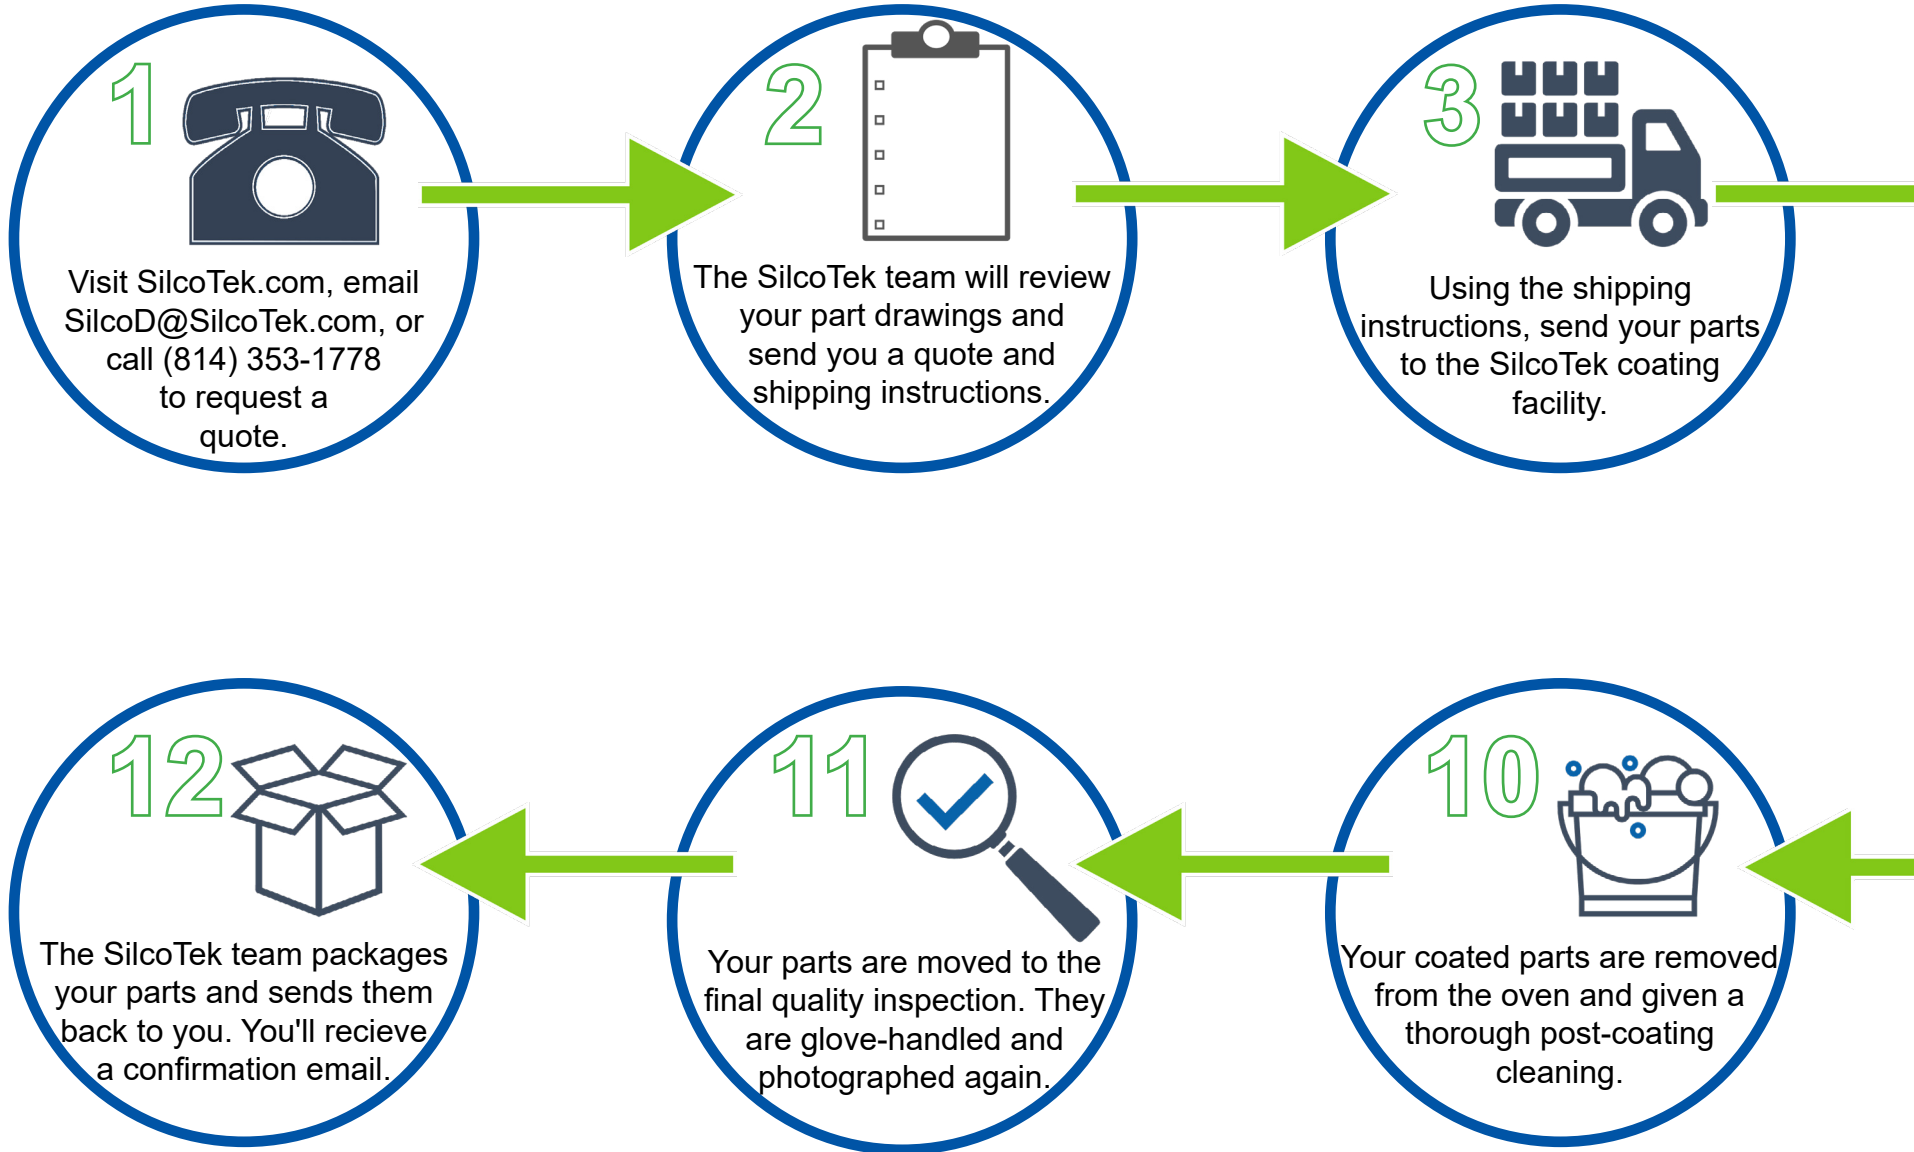 1
Visit SilcoTek.com, email
SilcoD@SilcoTek.com, or
call (814) 353-1778
to request a
quote.
2
The SilcoTek team will review
your part drawings and
send you a quote and
shipping instructions.
3
Using the shipping
instructions, send your parts
to the SilcoTek coating
facility.
12
The SilcoTek team packages
your parts and sends them
back to you. You'll recieve
a confirmation email.
11
Your parts are moved to the
final quality inspection. They
are glove-handled and
photographed again.
10
Your coated parts are removed
from the oven and given a
thorough post-coating
cleaning.